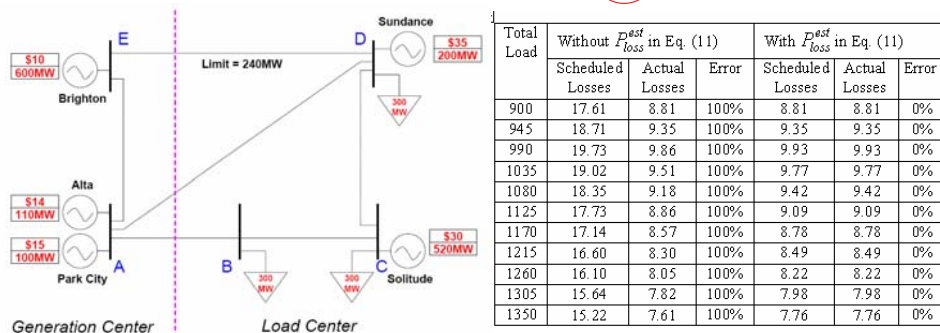 E
$10
600MW
Brighton
Limit = 240MW
D
Sundance
$35
200MW
300
MW
Alta
$14
110MW
$15
100MW
Park City
A
B
300
MW
300
MW
C
$30
520MW
Solitude
Generation Center
Load Center
Total Load Without P_loss^est in Eq. (11) With P_loss^est in Eq. (11)
Scheduled Losses Actual Losses Error Scheduled Losses Actual Losses Error
900 17.61 8.81 100% 8.81 8.81 0%
945 18.71 9.35 100% 9.35 9.35 0%
990 19.73 9.86 100% 9.93 9.93 0%
1035 19.02 9.51 100% 9.77 9.77 0%
1080 18.35 9.18 100% 9.42 9.42 0%
1125 17.73 8.86 100% 9.09 9.09 0%
1170 17.14 8.57 100% 8.78 8.78 0%
1215 16.60 8.30 100% 8.49 8.49 0%
1260 16.10 8.05 100% 8.22 8.22 0%
1305 15.64 7.82 100% 7.98 7.98 0%
1350 15.22 7.61 100% 7.76 7.76 0%